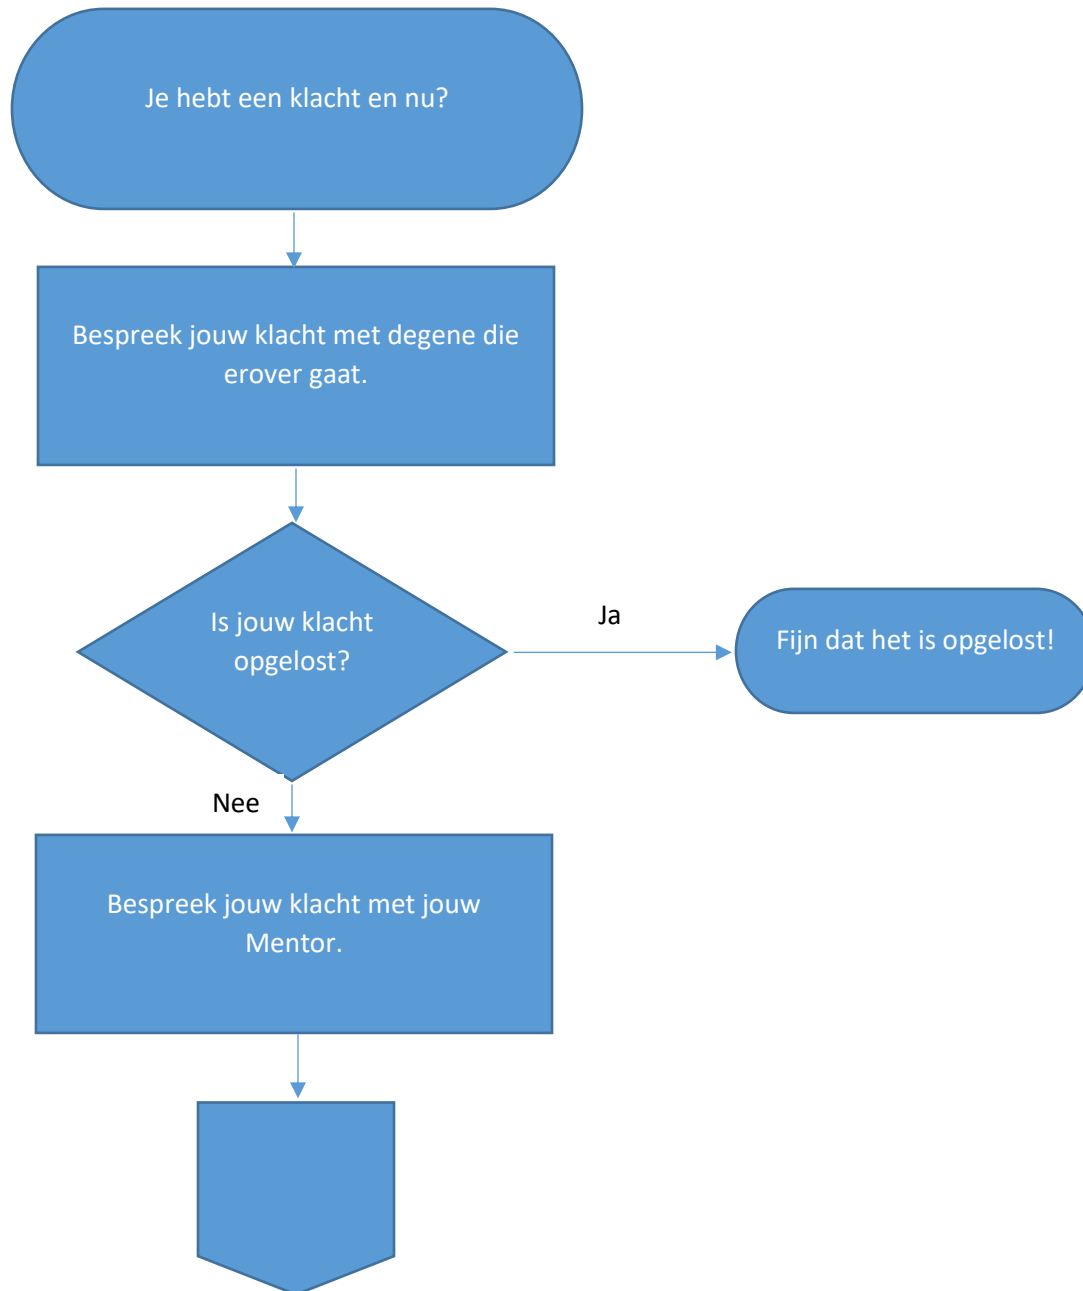 Je hebt een klacht en nu?
Bespreek jouw klacht met degene die
erover gaat.
Is jouw klacht
opgelost?
Ja
Fijn dat het is opgelost!
Nee
Bespreek jouw klacht met jouw
Mentor.